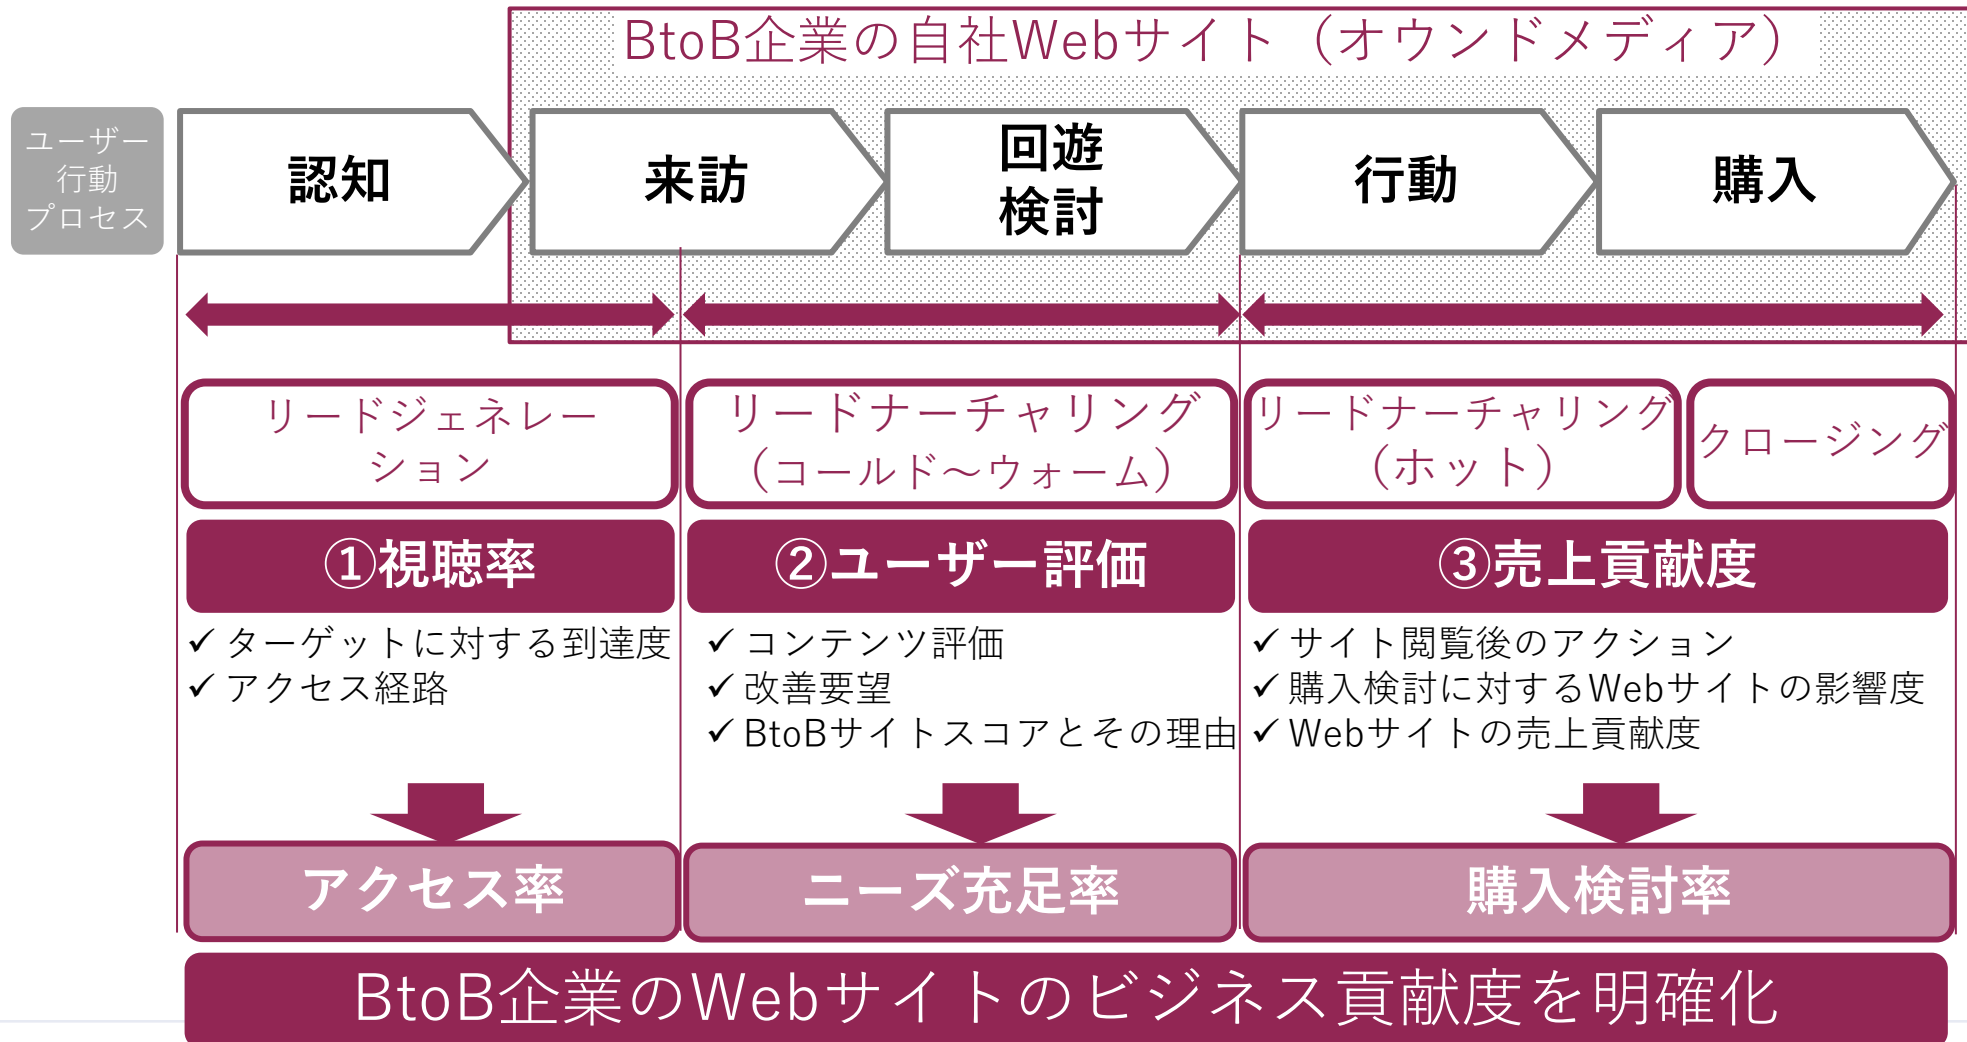 BtoB企業の自社Webサイト（オウンドメディア）
ユーザー
行動
プロセス
認知
来訪
回遊
検討
行動
購入
リードジェネレー
ション
リードナーチャリング
（コールド～ウォーム）
リードナーチャリング
（ホット）
クロージング
①視聴率
②ユーザー評価
③売上貢献度
✓ ターゲットに対する到達度
✓ アクセス経路
✓ コンテンツ評価
✓ 改善要望
✓ BtoBサイトスコアとその理由
✓ サイト閲覧後のアクション
✓ 購入検討に対するWebサイトの影響度
✓ Webサイトの売上貢献度
アクセス率
ニーズ充足率
購入検討率
BtoB企業のWebサイトのビジネス貢献度を明確化